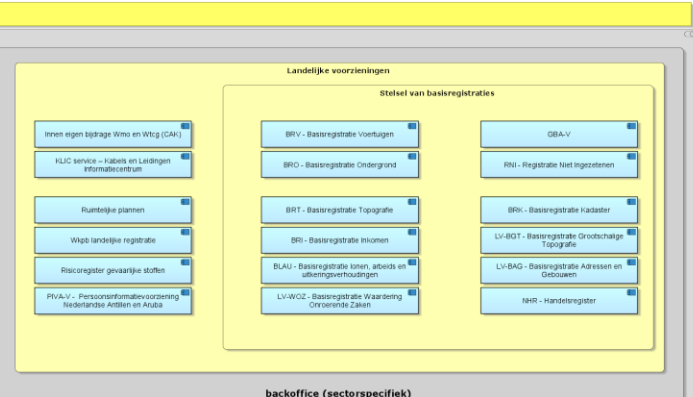 Landelijke voorzieningen
Stelsel van basisregistraties
Innen eigen bijdrage Wmo en Wtcg (CAK)
BRV - Basisregistratie Voertuigen
GBA-V
KLIC service – Kabels en Leidingen
Informatiecentrum
BRO - Basisregistratie Ondergrond
RNI - Registratie Niet Ingezetenen
Ruimtelijke plannen
BRT - Basisregistratie Topografie
BRK - Basisregistratie Kadaster
Wkpb landelijke registratie
BRI - Basisregistratie Inkomen
LV-BGT - Basisregistratie Grootschalige
Topografie
Risicoregister gevaarlijke stoffen
BLAU - Basisregistratie lonen, arbeids en
uitkeringsverhoudingen
LV-BAG - Basisregistratie Adressen en
Gebouwen
PIVA-V - Persoonsinformatievoorziening
Nederlandse Antillen en Aruba
LV-WOZ - Basisregistratie Waardering
Onroerende Zaken
NHR - Handelsregister
backoffice (sectorspecifiek)